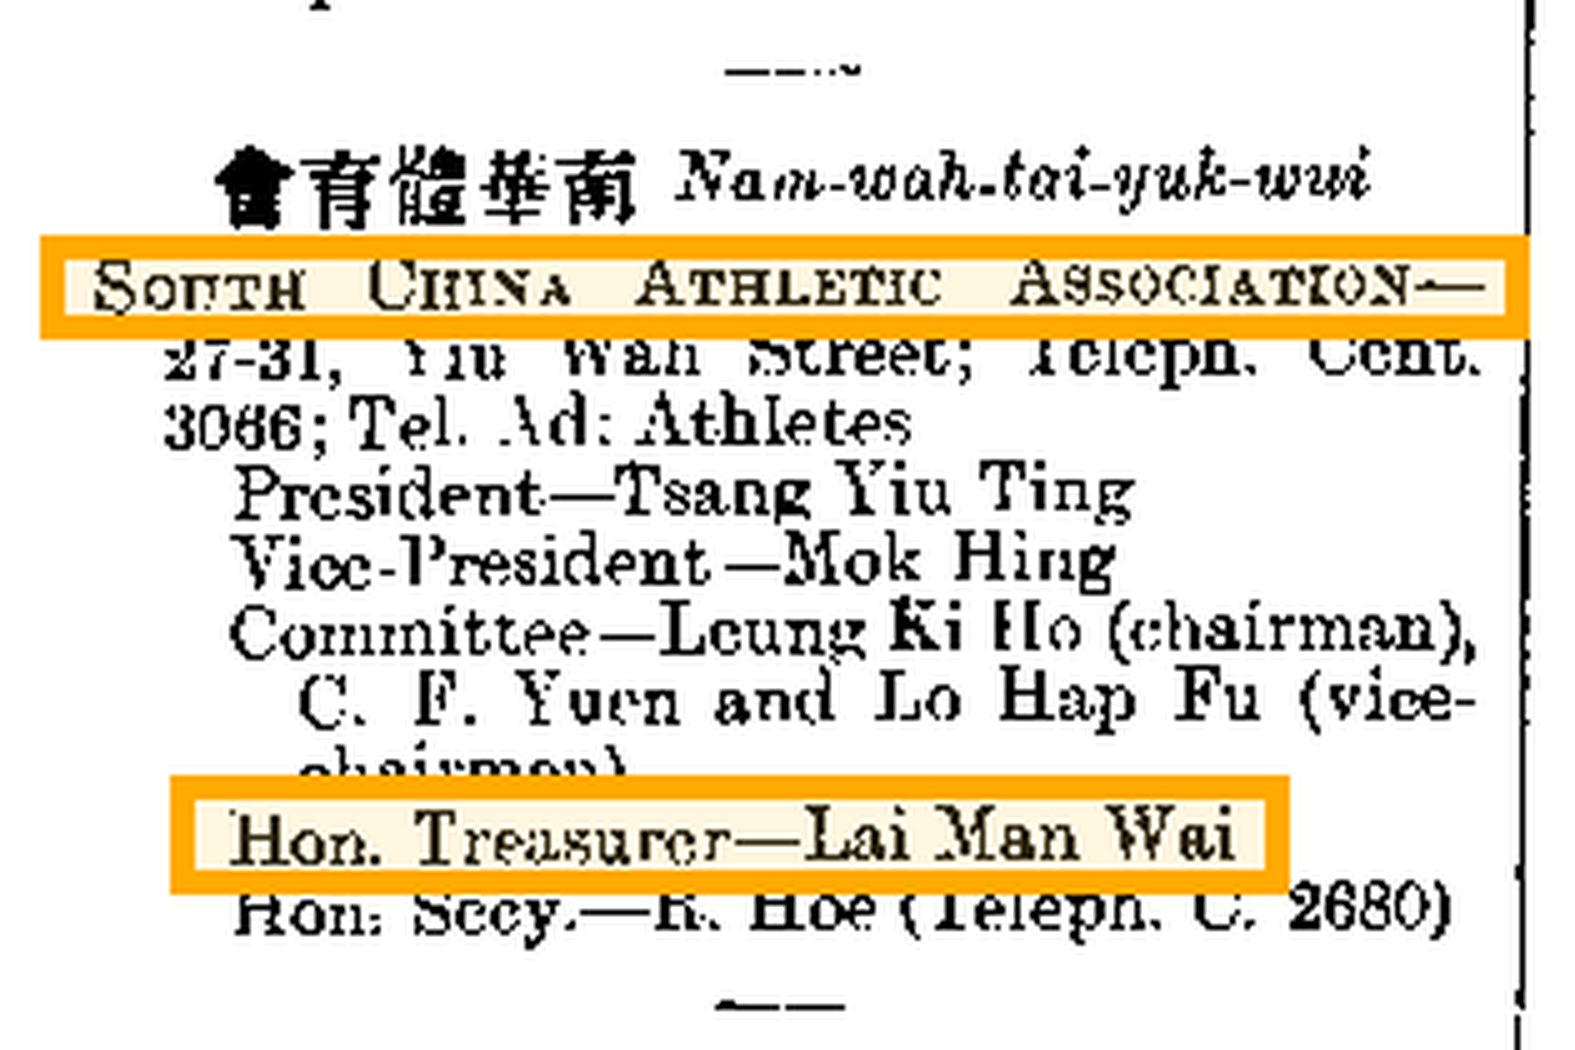 會育體華南 Nam-wah-tai-yuk-wui
SOUTH CHINA ATHLETIC ASSOCIATION—
27-31, Yiu Wah Street; Teleph. Cent.
3066; Tel. Ad: Athletes
President—Tsang Yiu Ting
Vice-President—Mok Hing
Committee—Leung Ki Ho (chairman),
C. F. Yuen and Lo Hap Fu (vice-
chairmen)
Hon. Treasurer—Lai Man Wai
Hon. Secy.—R. Hoe (Teleph. C. 2680)